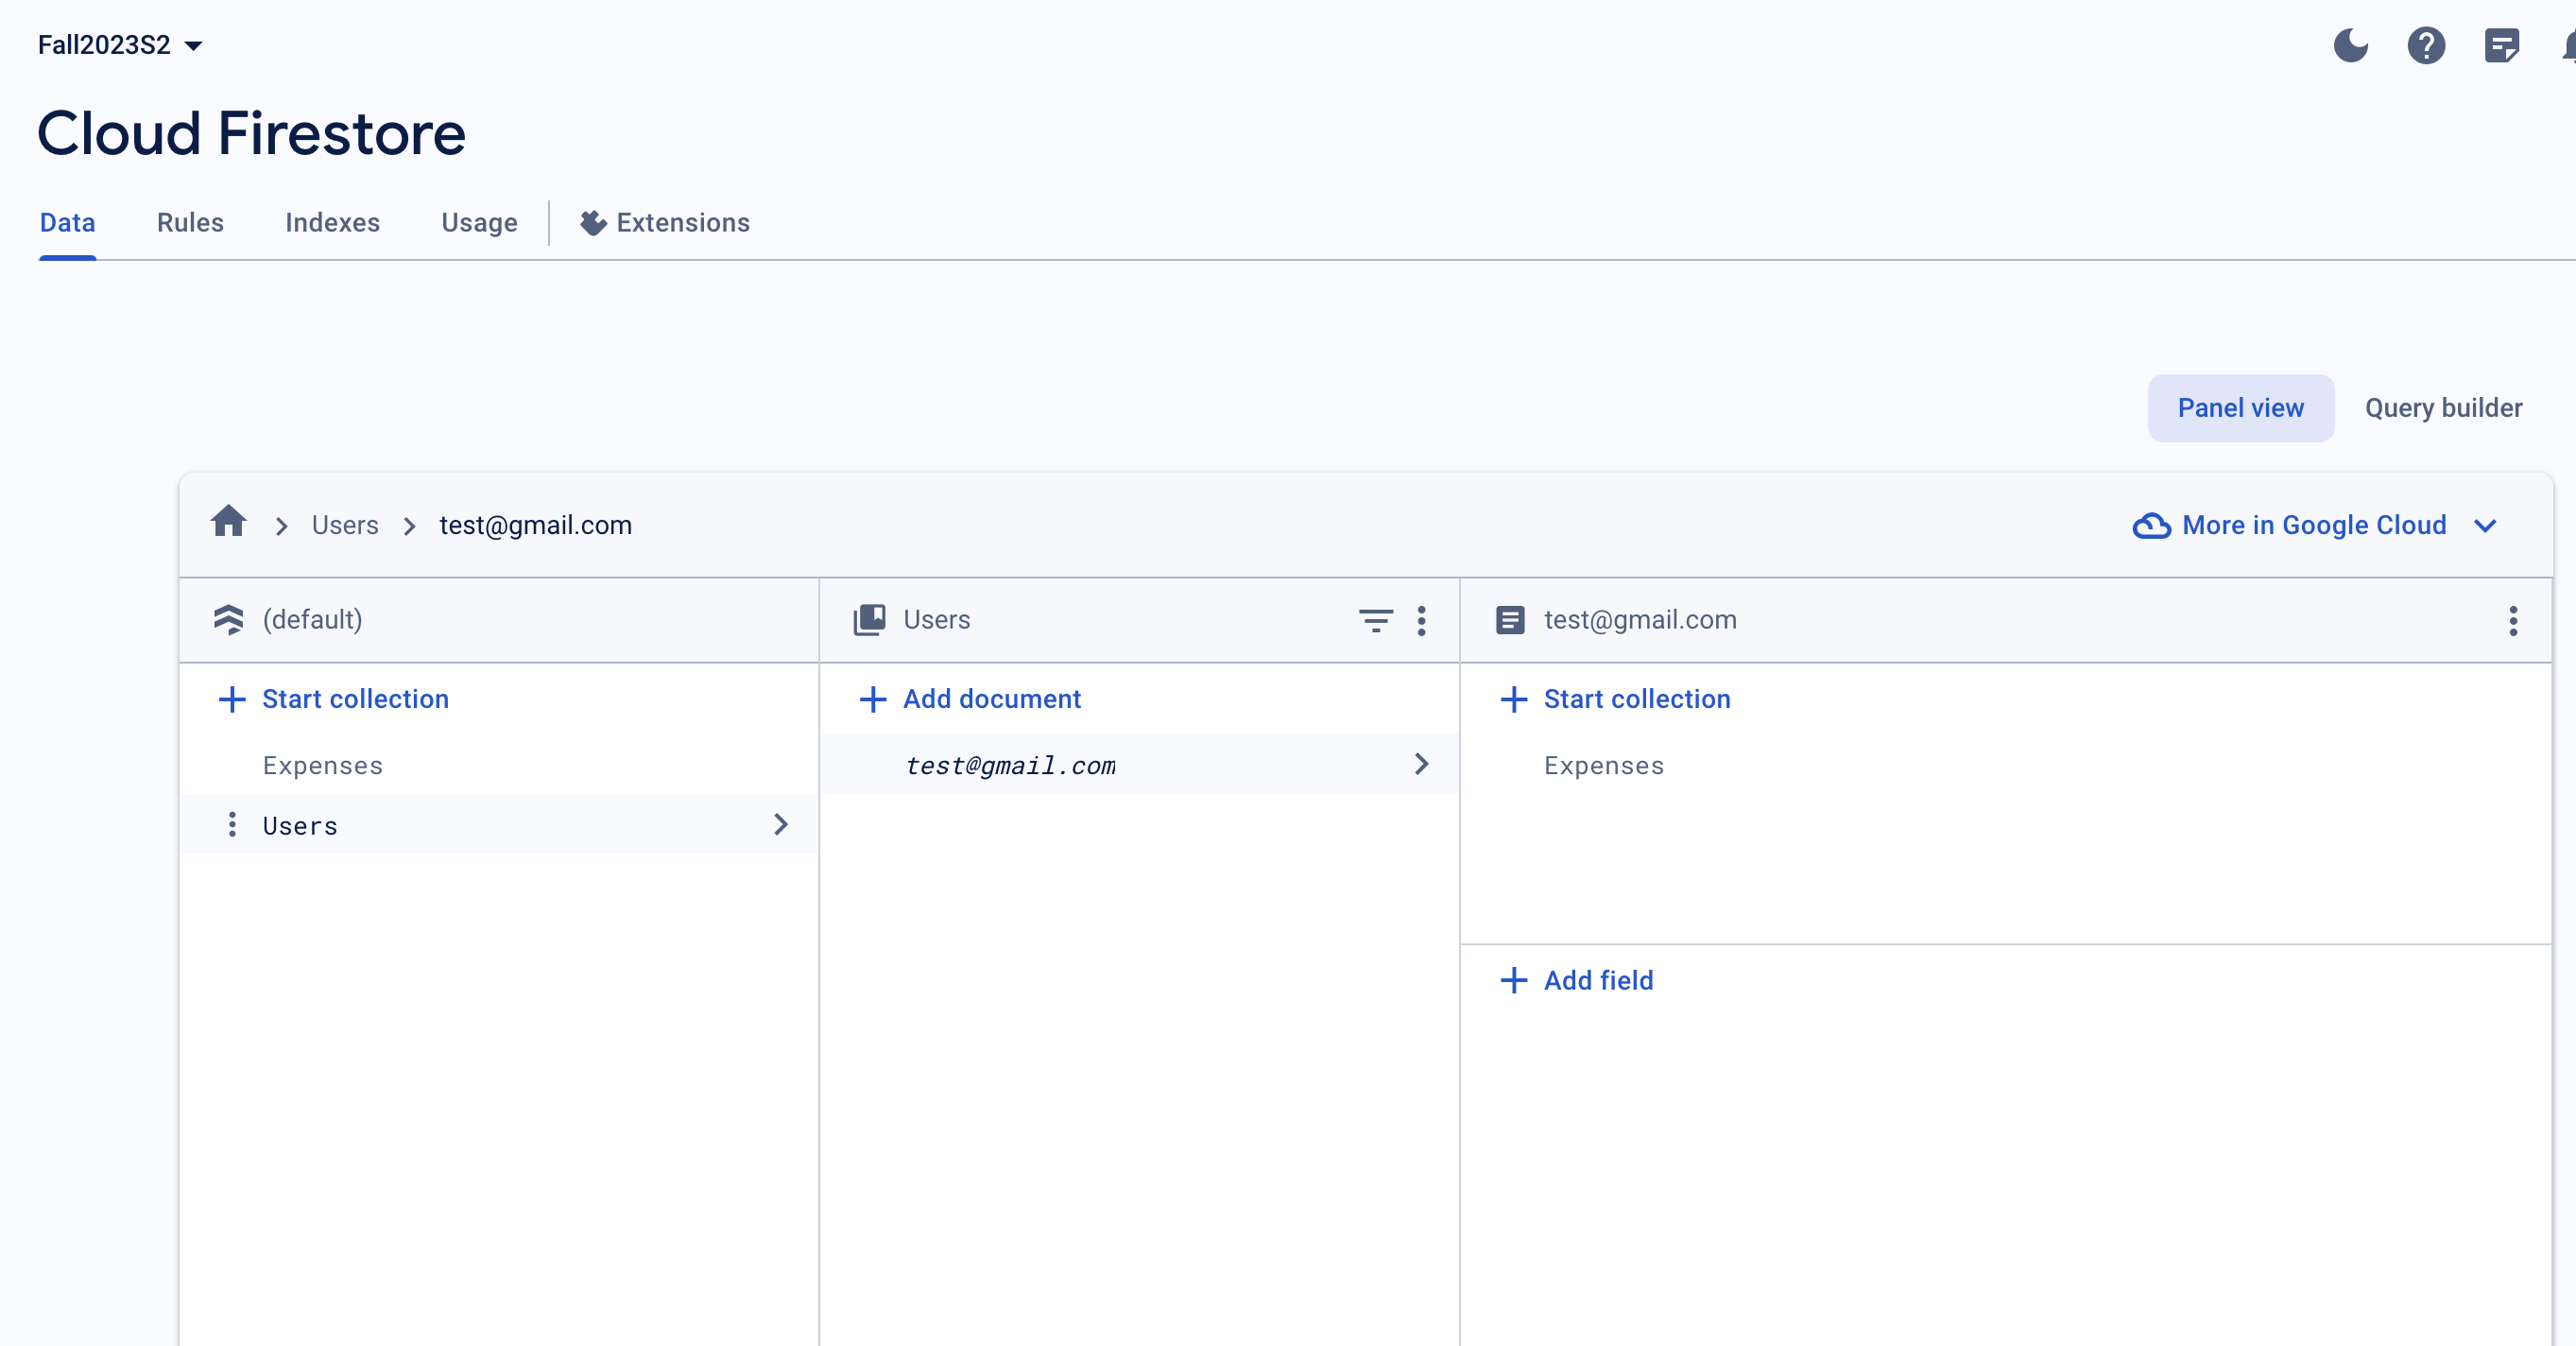 Fall2023S2
Cloud Firestore
Data Rules Indexes Usage Extensions
Panel view Query builder
Users test@gmail.com More in Google Cloud
(default) Users test@gmail.com
Start collection Add document Start collection
Expenses test@gmail.com Expenses
Users
Add field